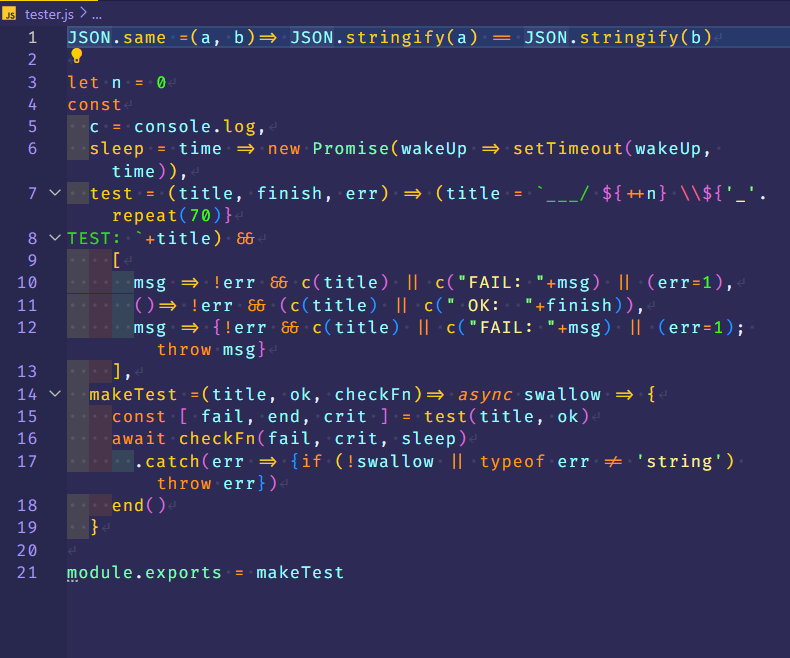 JS tester.js > ...
1 JSON.same =(a, b)=> JSON.stringify(a) == JSON.stringify(b)
2
3 let n = 0
4 const
5 c = console.log,
6 sleep = time => new Promise(wakeUp => setTimeout(wakeUp,
time)),
7 test = (title, finish, err) => (title = `___/ ${++n} \\${'_'.
repeat(70)}
8 TEST: `+title) &&
9 [
10 msg => !err && c(title) || c("FAIL: "+msg) || (err=1),
11 ()=> !err && (c(title) || c(" OK:  "+finish)),
12 msg => {!err && c(title) || c("FAIL: "+msg) || (err=1);
throw msg}
13 ],
14 makeTest =(title, ok, checkFn)=> async swallow => {
15 const [ fail, end, crit ] = test(title, ok)
16 await checkFn(fail, crit, sleep)
17 .catch(err => {if (!swallow || typeof err != 'string')
throw err})
18 end()
19 }
20
21 module.exports = makeTest